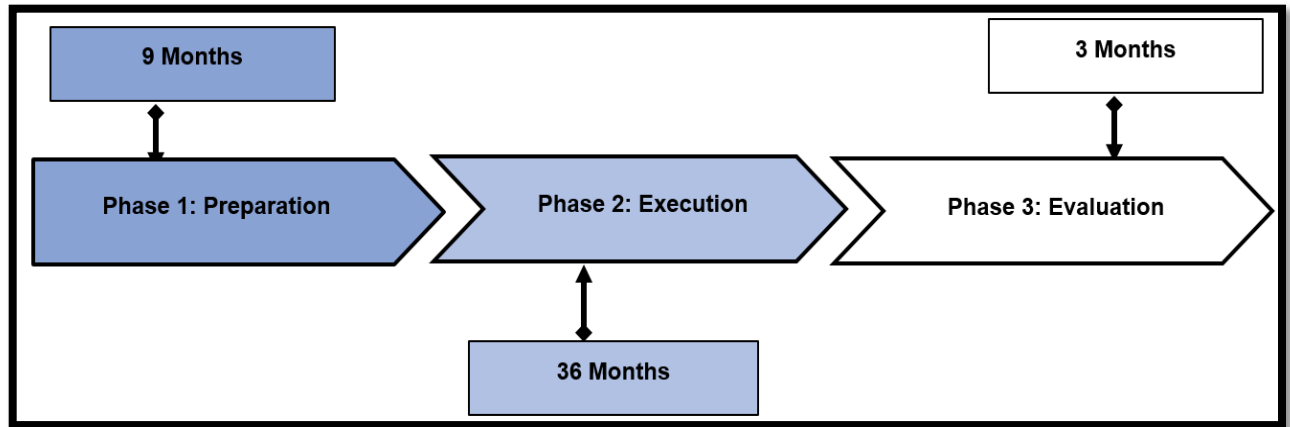 9 Months
3 Months
Phase 1: Preparation
Phase 2: Execution
Phase 3: Evaluation
36 Months